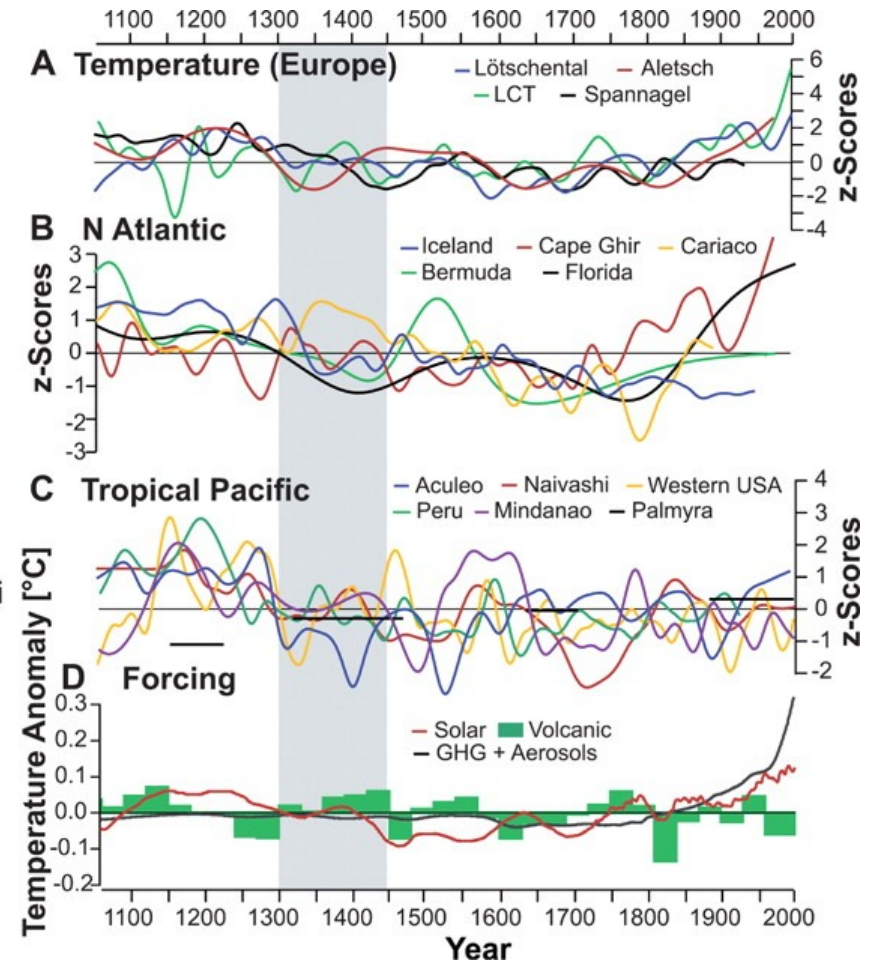 1100 1200 1300 1400 1500 1600 1700 1800 1900 2000
A Temperature (Europe)
Lötschental Aletsch
LCT Spannagel
6
4
2
0
-2
-4
z-Scores
B N Atlantic
Iceland Cape Ghir Cariaco
Bermuda Florida
3
2
1
0
-1
-2
-3
z-Scores
C Tropical Pacific
Aculeo Naivashi Western USA
Peru Mindanao Palmyra
4
3
2
1
0
-1
-2
z-Scores
D Forcing
Solar Volcanic
GHG + Aerosols
0.3
0.2
0.1
0.0
-0.1
-0.2
Temperature Anomaly [°C]
1100 1200 1300 1400 1500 1600 1700 1800 1900 2000
Year